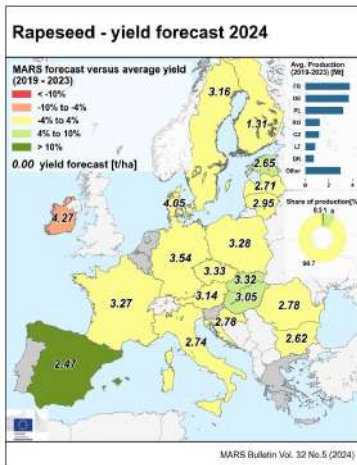 Rapeseed - yield forecast 2024
MARS forecast versus average yield
(2019 - 2023)
< -10%
-10% to -4%
-4% to 4%
4% to 10%
> 10%
0.00 yield forecast [t/ha]
Avg. Production
(2019-2023) [Mt]
FR
DE
PL
RO
CZ
LT
DK
Other
Share of production[%]
3.16
1.31
2.65
2.71
2.95
4.27
4.05
3.54
3.28
3.33
3.32
3.27
3.14
3.05
2.78
2.78
2.74
2.62
2.47
MARS Bulletin Vol. 32 No.5 (2024)